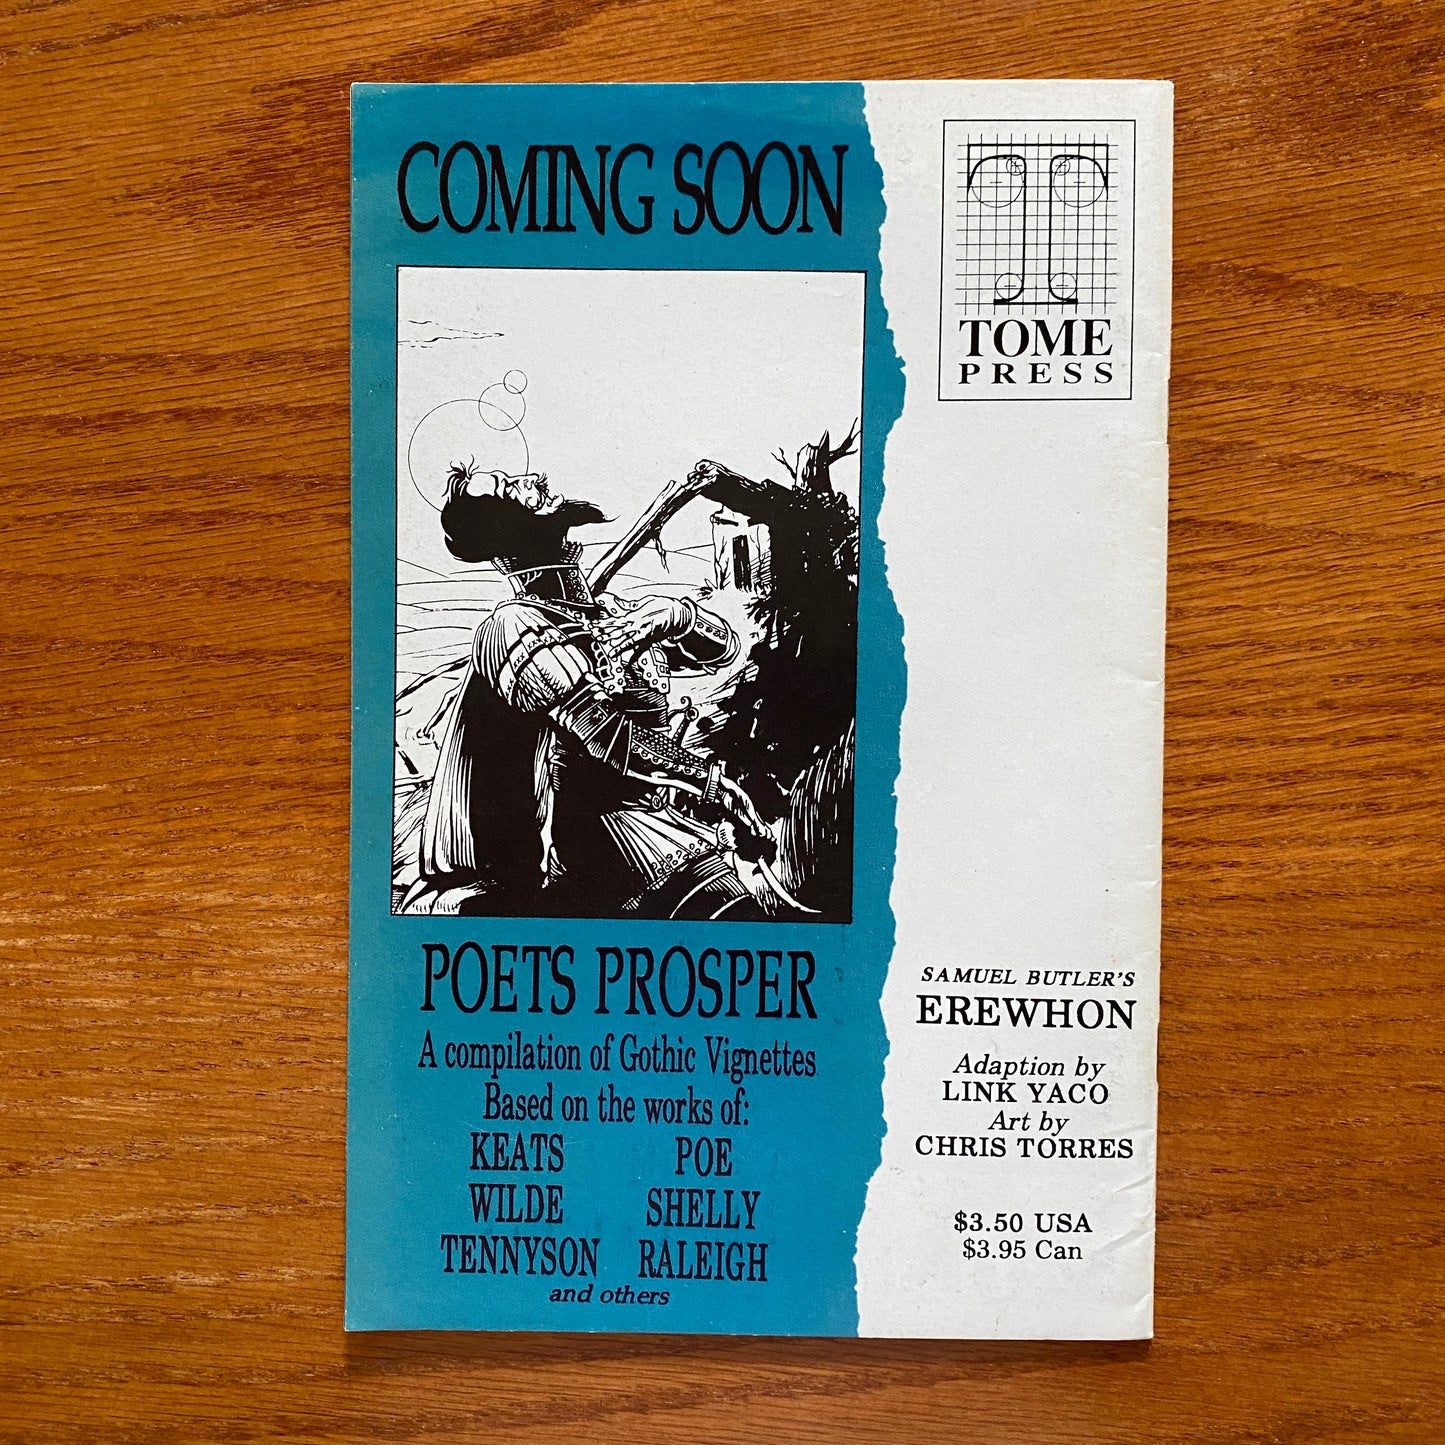 COMING SOON
POETS PROSPER
A compilation of Gothic Vignettes
Based on the works of:
KEATS POE
WILDE SHELLY
TENNYSON RALEIGH
and others
TOME
PRESS
SAMUEL BUTLER'S
EREWHON
Adaption by
LINK YACO
Art by
CHRIS TORRES
$3.50 USA
$3.95 Can